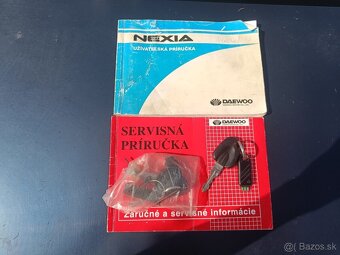 NEXIA
UŽÍVATEĽSKÁ PRÍRUČKA
DAEWOO
DAEWOO
SERVISNÁ
PRÍRUČKA
Záručné a servisné informácie
Bazos.sk